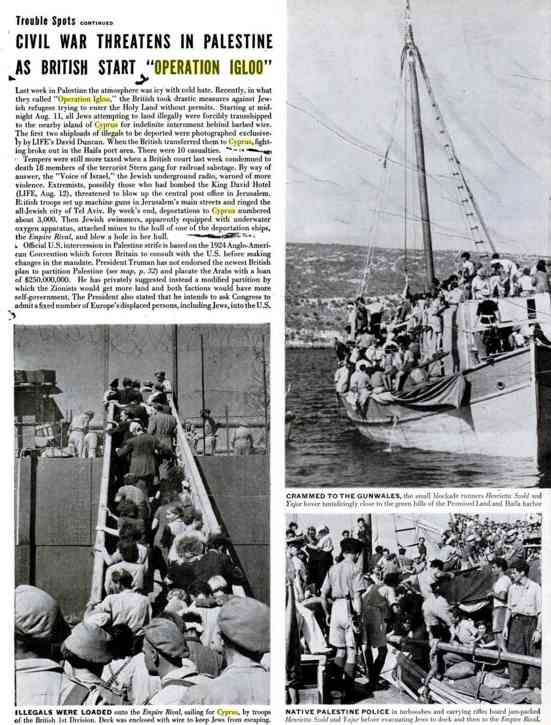 Trouble Spots CONTINUED
CIVIL WAR THREATENS IN PALESTINE
AS BRITISH START "OPERATION IGLOO"
Last week in Palestine the atmosphere was icy with cold hate. Recently, in what
they called "Operation Igloo," the British took drastic measures against Jew-
ish refugees trying to enter the Holy Land without permits. Starting at mid-
night Aug. 11, all Jews attempting to land illegally were forcibly transshipped
to the nearby island of Cyprus for indefinite internment behind barbed wire.
The first two shiploads of illegals to be deported were photographed exclusive-
ly by LIFE's David Duncan. When the British transferred them to Cyprus, fight-
ing broke out in the Haifa port area. There were 10 casualties.
Tempers were still more taxed when a British court last week condemned to
death 18 members of the terrorist Stern gang for railroad sabotage. By way of
answer, the "Voice of Israel," the Jewish underground radio, warned of more
violence. Extremists, possibly those who had bombed the King David Hotel
(LIFE, Aug. 12), threatened to blow up the central post office in Jerusalem.
British troops set up machine guns in Jerusalem's main streets and ringed the
all-Jewish city of Tel Aviv. By week's end, deportations to Cyprus numbered
about 3,000. Then Jewish swimmers, apparently equipped with underwater
oxygen apparatus, attached mines to the hull of one of the deportation ships,
the Empire Rival, and blew a hole in her hull.
Official U.S. intercession in Palestine strife is based on the 1924 Anglo-Ameri-
can Convention which forces Britain to consult with the U.S. before making
changes in the mandate. President Truman has not endorsed the newest British
plan to partition Palestine (see map, p. 32) and placate the Arabs with a loan
of $250,000,000. He has privately suggested instead a modified partition by
which the Zionists would get more land and both factions would have more
self-government. The President also stated that he intends to ask Congress to
admit a fixed number of Europe's displaced persons, including Jews, into the U.S.
CRAMMED TO THE GUNWALES, the small blockade runners Henrietta Szold and
Yajur hover tantalizingly close to the green hills of the Promised Land and Haifa harbor
ILLEGALS WERE LOADED onto the Empire Rival, sailing for Cyprus, by troops
of the British 1st Division. Deck was enclosed with wire to keep Jews from escaping.
NATIVE PALESTINE POLICE in tarbooshes and carrying rifles board jam-packed
Henrietta Szold and Yajur before evacuating Jews to dock and then to the Empire Rival.